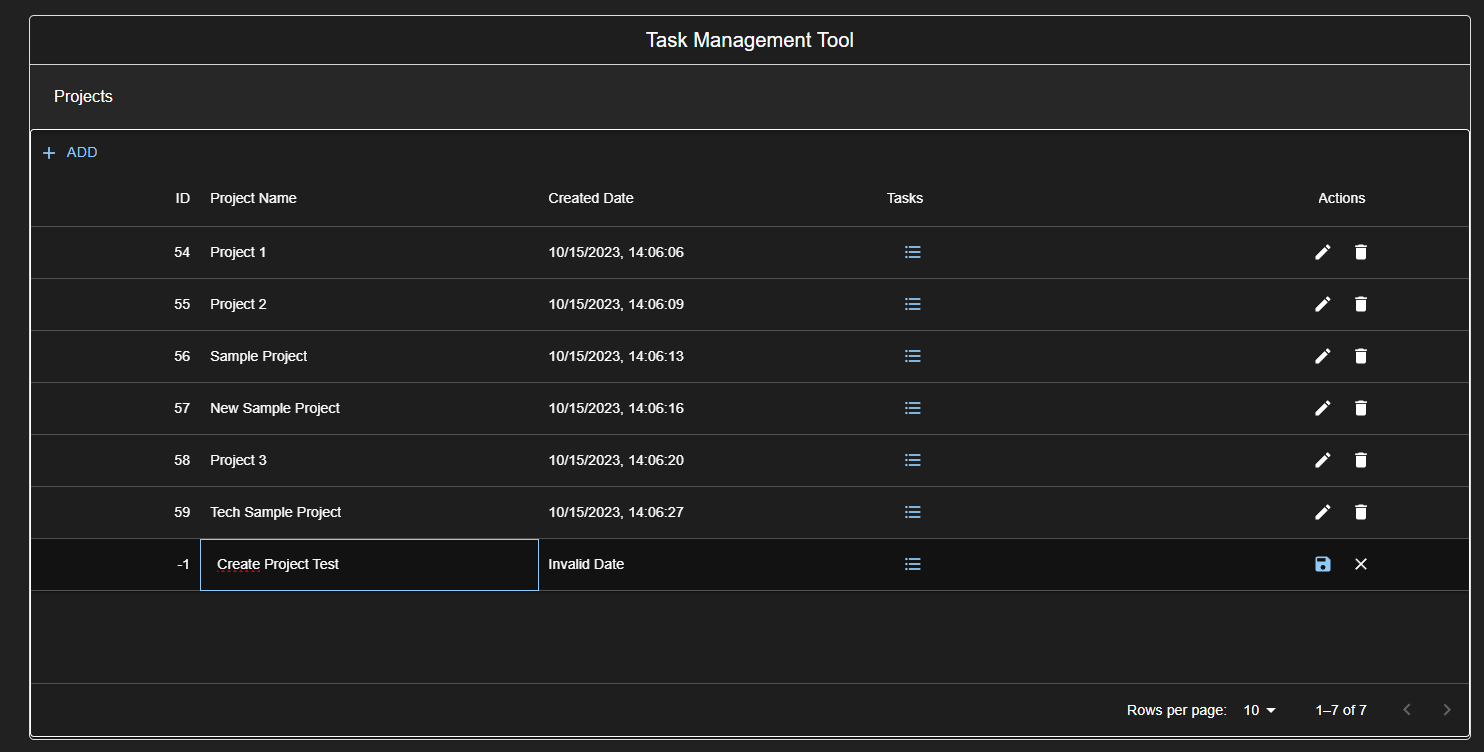 Task Management Tool
Projects
ADD
ID Project Name Created Date Tasks Actions
54 Project 1 10/15/2023, 14:06:06
55 Project 2 10/15/2023, 14:06:09
56 Sample Project 10/15/2023, 14:06:13
57 New Sample Project 10/15/2023, 14:06:16
58 Project 3 10/15/2023, 14:06:20
59 Tech Sample Project 10/15/2023, 14:06:27
-1 Create Project Test Invalid Date
Rows per page: 10 1–7 of 7